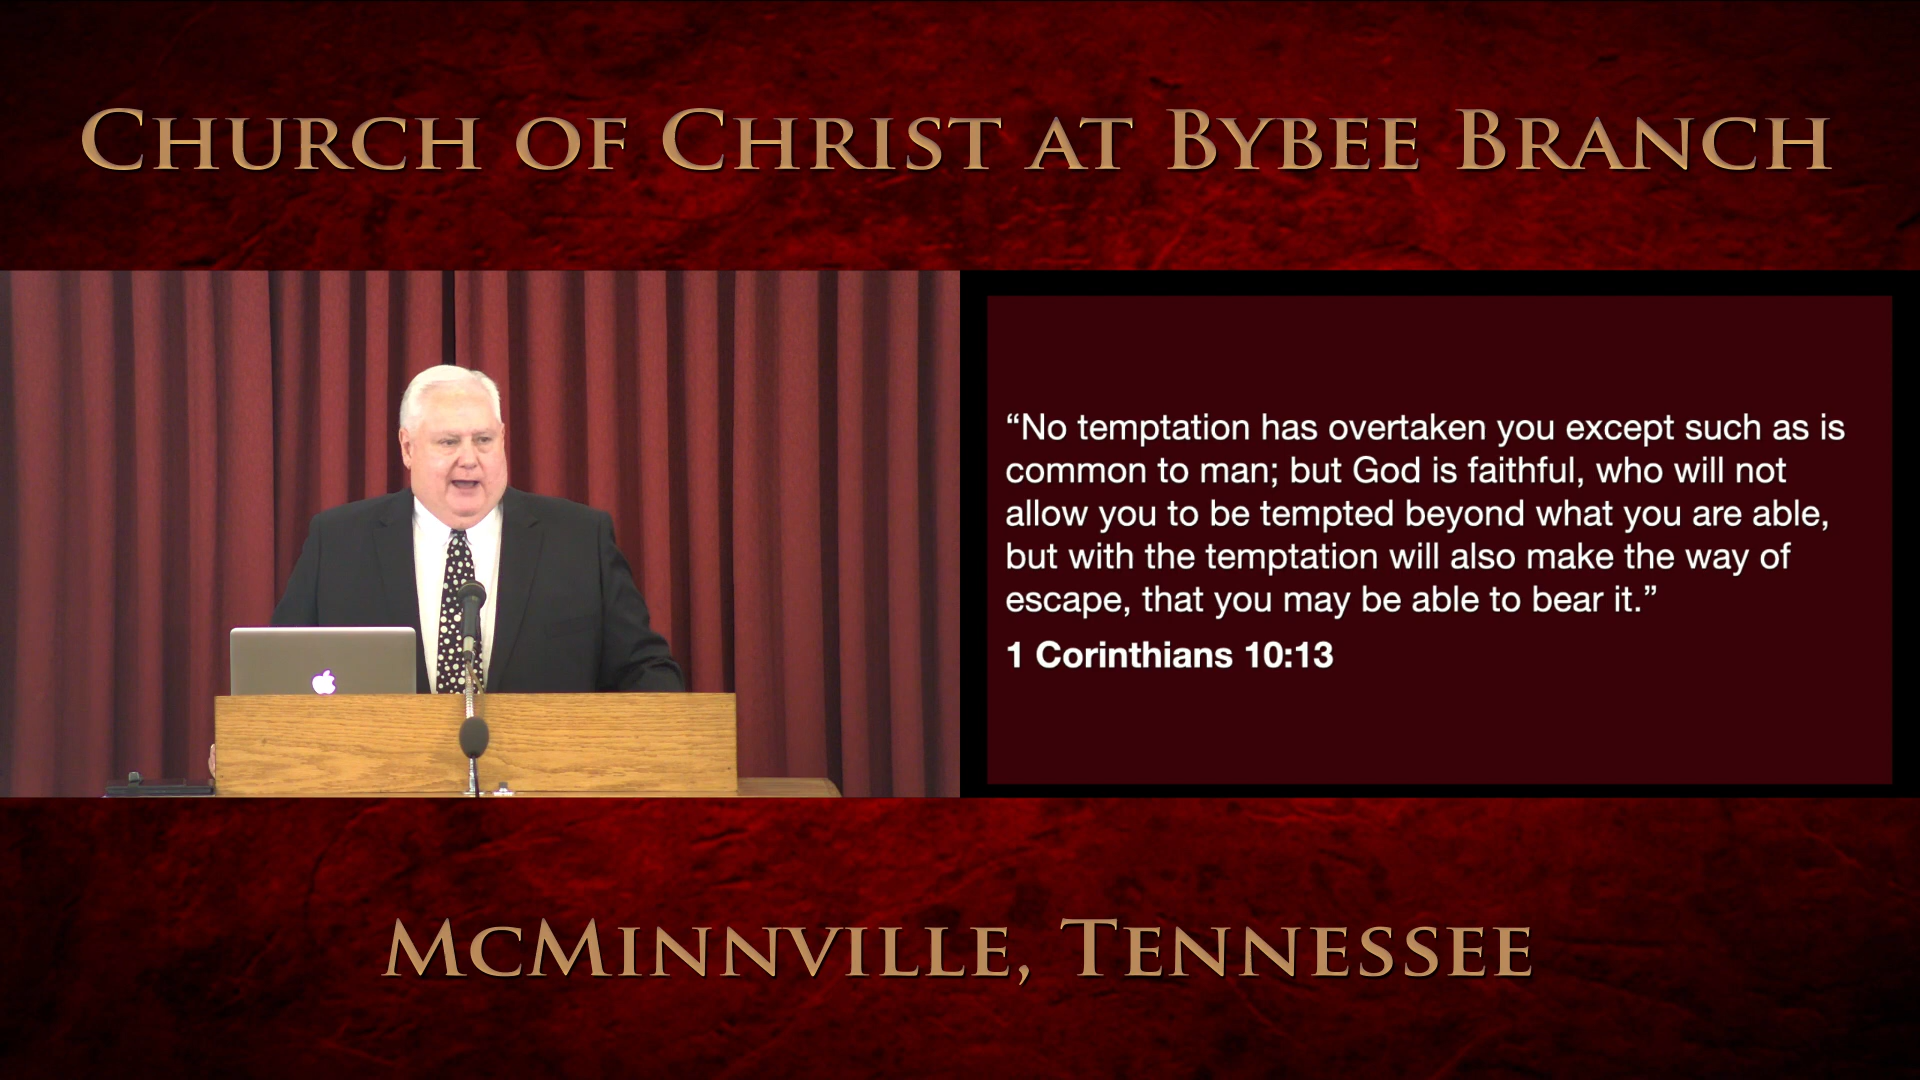 Church of Christ at Bybee Branch
“No temptation has overtaken you except such as is
common to man; but God is faithful, who will not
allow you to be tempted beyond what you are able,
but with the temptation will also make the way of
escape, that you may be able to bear it.”
1 Corinthians 10:13
McMinnville, Tennessee